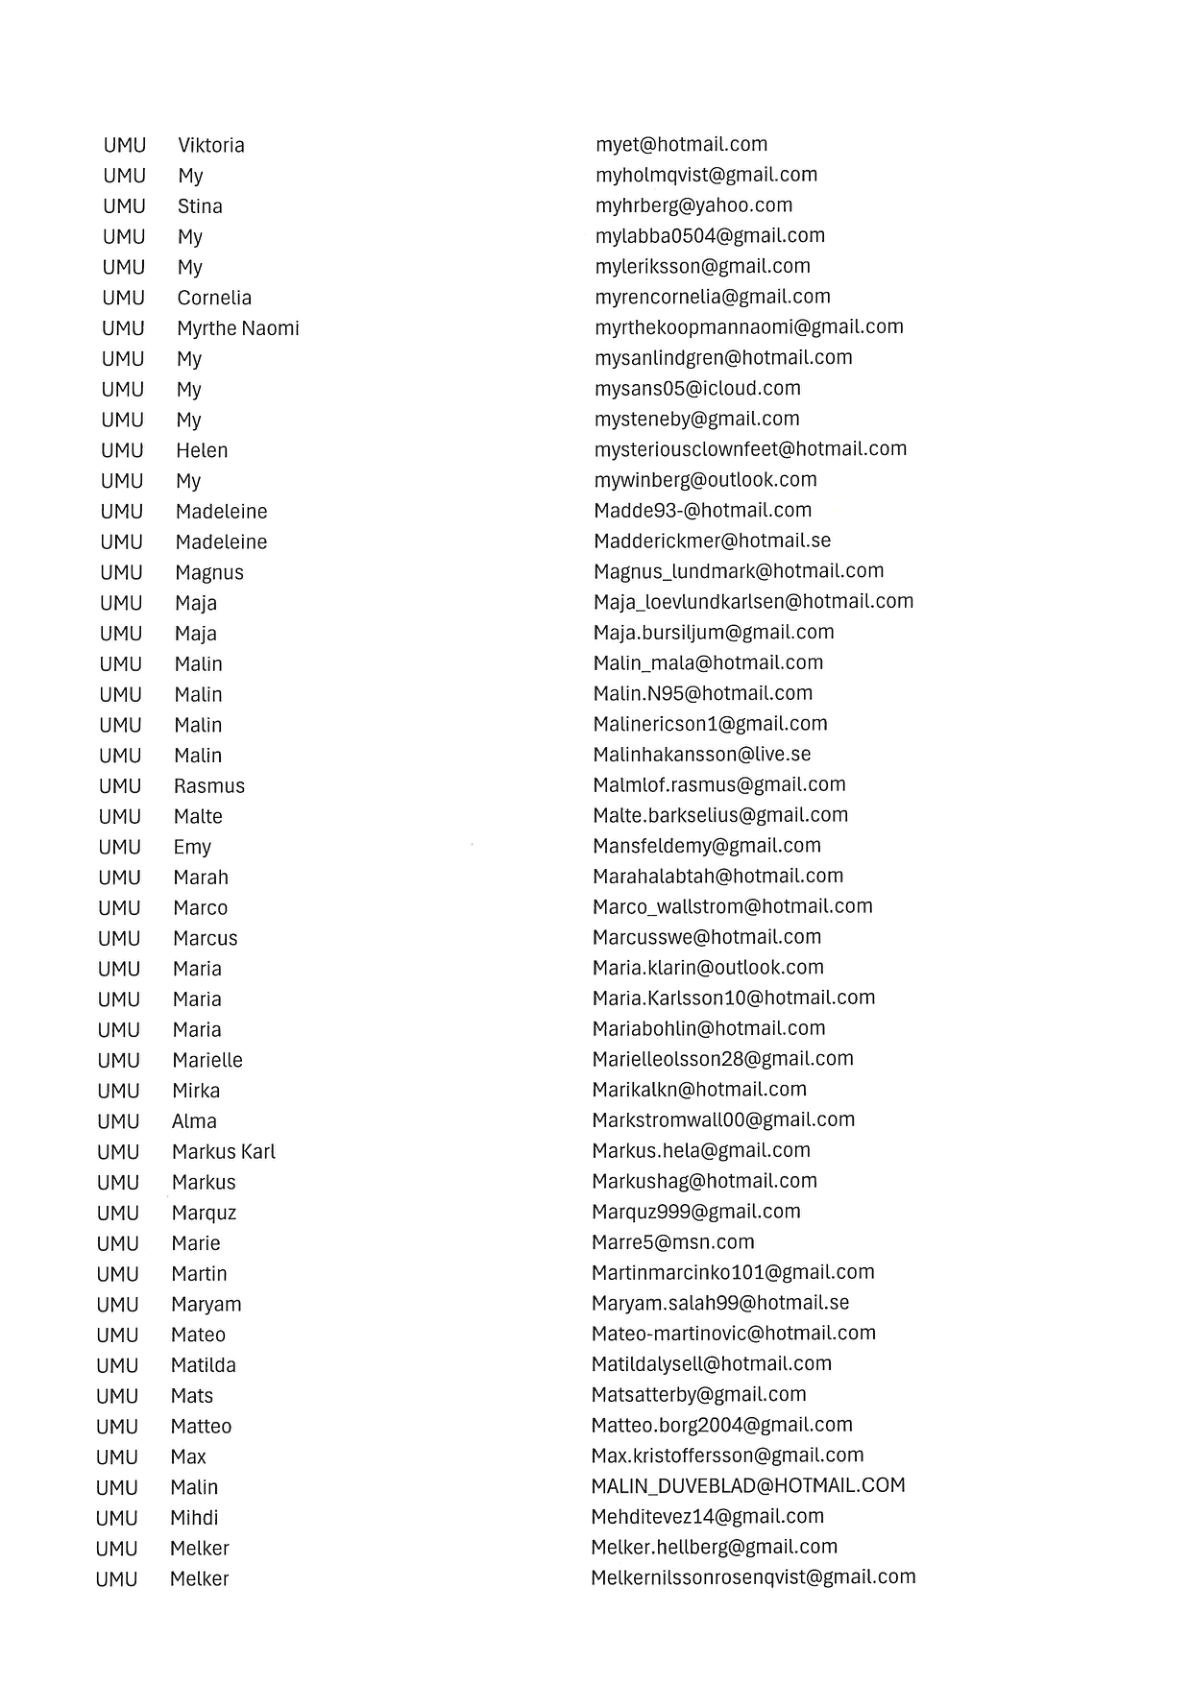 UMU Viktoria myet@hotmail.com
UMU My myholmqvist@gmail.com
UMU Stina myhrberg@yahoo.com
UMU My mylabba0504@gmail.com
UMU My myleriksson@gmail.com
UMU Cornelia myrencornelia@gmail.com
UMU Myrthe Naomi myrthekoopmannaomi@gmail.com
UMU My mysanlindgren@hotmail.com
UMU My mysans05@icloud.com
UMU My mysteneby@gmail.com
UMU Helen mysteriousclownfeet@hotmail.com
UMU My mywinberg@outlook.com
UMU Madeleine Madde93-@hotmail.com
UMU Madeleine Madderickmer@hotmail.se
UMU Magnus Magnus_lundmark@hotmail.com
UMU Maja Maja_loevlundkarlsen@hotmail.com
UMU Maja Maja.bursiljum@gmail.com
UMU Malin Malin_mala@hotmail.com
UMU Malin Malin.N95@hotmail.com
UMU Malin Malinericson1@gmail.com
UMU Malin Malinhakansson@live.se
UMU Rasmus Malmlof.rasmus@gmail.com
UMU Malte Malte.barkselius@gmail.com
UMU Emy Mansfeldemy@gmail.com
UMU Marah Marahalabtah@hotmail.com
UMU Marco Marco_wallstrom@hotmail.com
UMU Marcus Marcusswe@hotmail.com
UMU Maria Maria.klarin@outlook.com
UMU Maria Maria.Karlsson10@hotmail.com
UMU Maria Mariabohlin@hotmail.com
UMU Marielle Marielleolsson28@gmail.com
UMU Mirka Marikalkn@hotmail.com
UMU Alma Markstromwall00@gmail.com
UMU Markus Karl Markus.hela@gmail.com
UMU Markus Markushag@hotmail.com
UMU Marquz Marquz999@gmail.com
UMU Marie Marre5@msn.com
UMU Martin Martinmarcinko101@gmail.com
UMU Maryam Maryam.salah99@hotmail.se
UMU Mateo Mateo-martinovic@hotmail.com
UMU Matilda Matildalysell@hotmail.com
UMU Mats Matsatterby@gmail.com
UMU Matteo Matteo.borg2004@gmail.com
UMU Max Max.kristoffersson@gmail.com
UMU Malin MALIN_DUVEBLAD@HOTMAIL.COM
UMU Mihdi Mehditevez14@gmail.com
UMU Melker Melker.hellberg@gmail.com
UMU Melker Melkernilssonrosenqvist@gmail.com